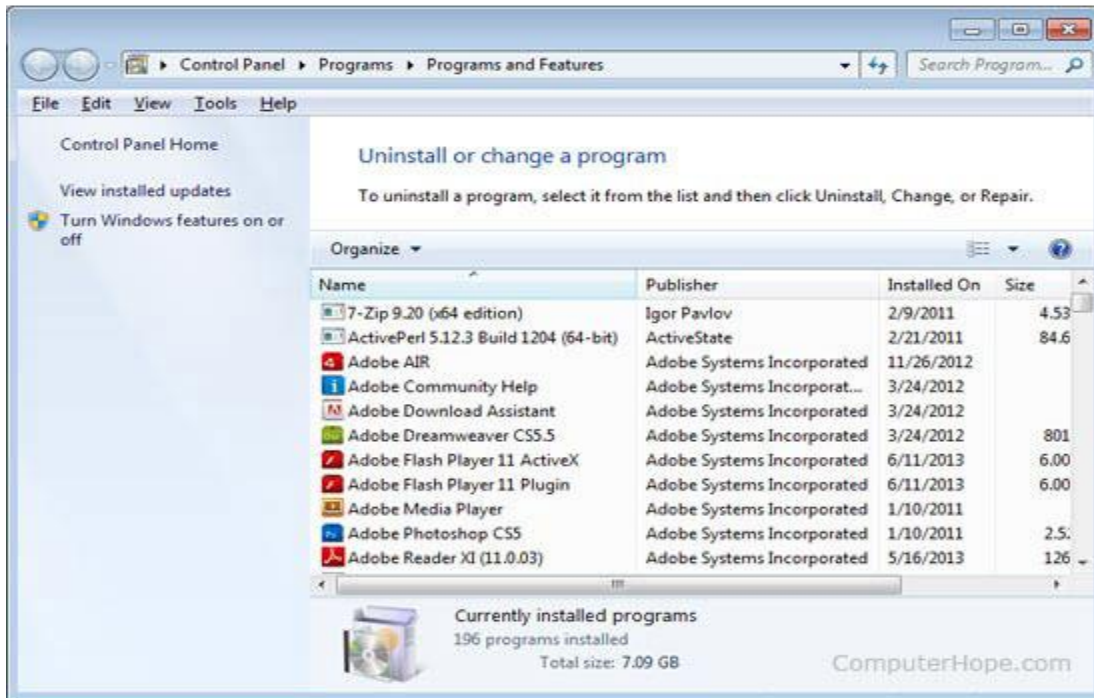 Control Panel ▸ Programs ▸ Programs and Features
Search Program...
File Edit View Tools Help
Control Panel Home
View installed updates
Turn Windows features on or
off
Uninstall or change a program
To uninstall a program, select it from the list and then click Uninstall, Change, or Repair.
Organize
Name Publisher Installed On Size
7-Zip 9.20 (x64 edition) Igor Pavlov 2/9/2011 4.53
ActivePerl 5.12.3 Build 1204 (64-bit) ActiveState 2/21/2011 84.6
Adobe AIR Adobe Systems Incorporated 11/26/2012
Adobe Community Help Adobe Systems Incorporat... 3/24/2012
Adobe Download Assistant Adobe Systems Incorporated 3/24/2012
Adobe Dreamweaver CS5.5 Adobe Systems Incorporated 3/24/2012 801
Adobe Flash Player 11 ActiveX Adobe Systems Incorporated 6/11/2013 6.00
Adobe Flash Player 11 Plugin Adobe Systems Incorporated 6/11/2013 6.00
Adobe Media Player Adobe Systems Incorporated 1/10/2011
Adobe Photoshop CS5 Adobe Systems Incorporated 1/10/2011 2.5
Adobe Reader XI (11.0.03) Adobe Systems Incorporated 5/16/2013 126
Currently installed programs
196 programs installed
Total size: 7.09 GB
ComputerHope.com